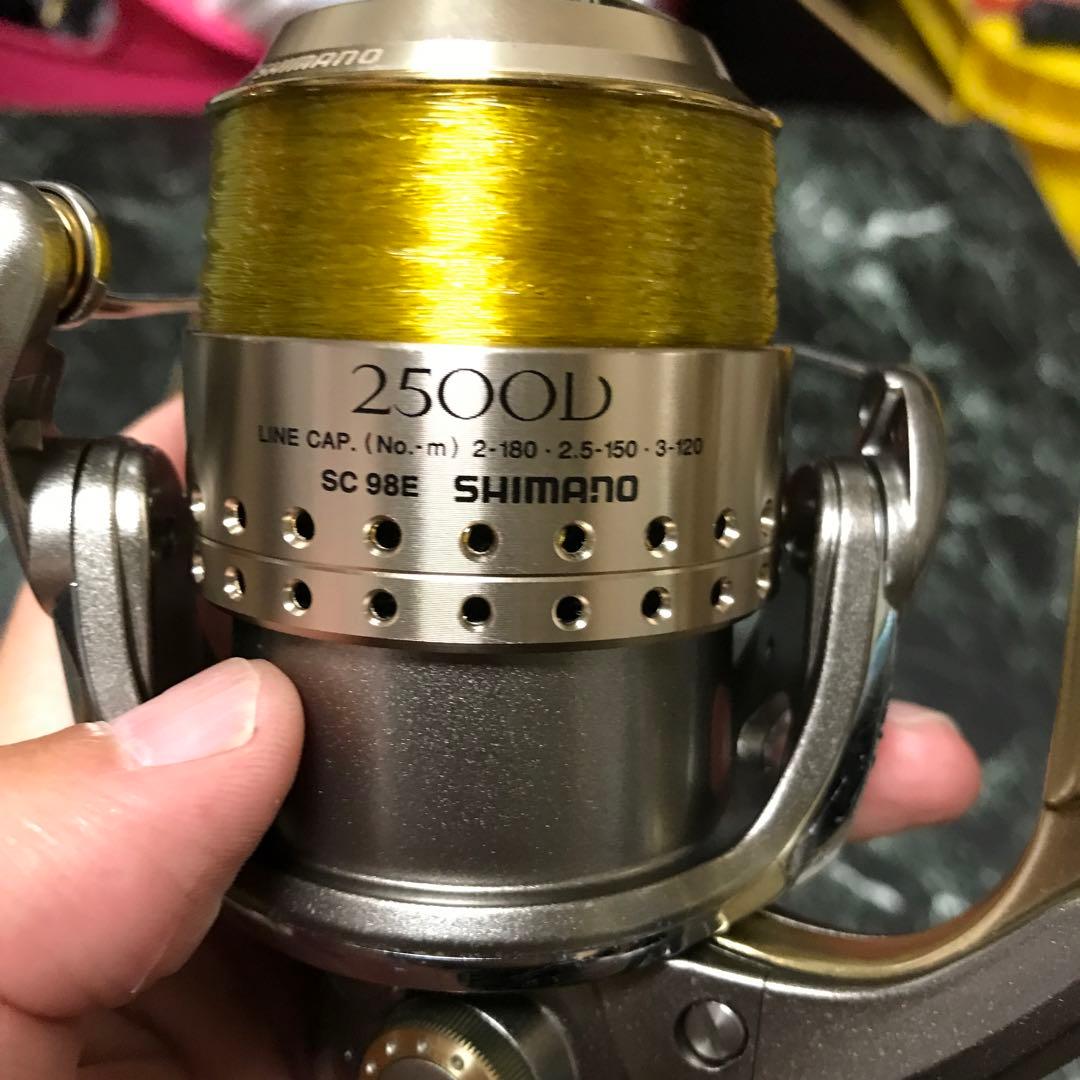 SHIMANO
2500D
LINE CAP. (No.-m) 2-180 · 2.5-150 · 3-120
SC 98E SHIMANO